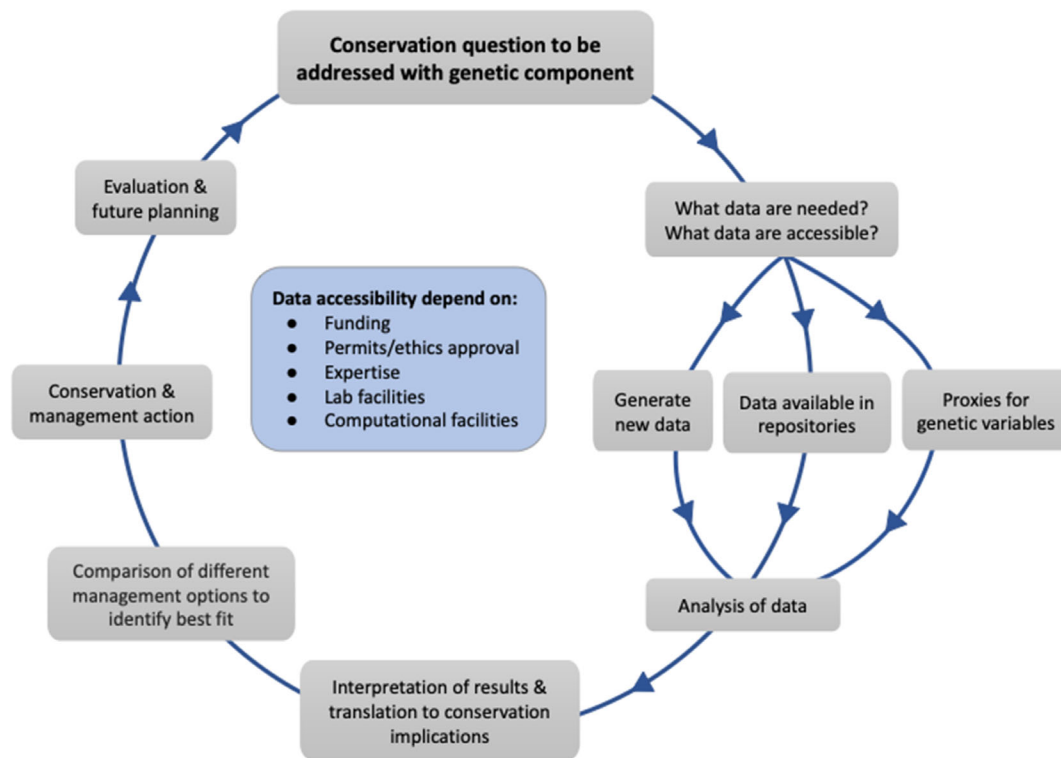 Conservation question to be
addressed with genetic component
Evaluation &
future planning
What data are needed?
What data are accessible?
Data accessibility depend on:
● Funding
● Permits/ethics approval
● Expertise
● Lab facilities
● Computational facilities
Conservation &
management action
Generate
new data
Data available in
repositories
Proxies for
genetic variables
Comparison of different
management options to
identify best fit
Analysis of data
Interpretation of results &
translation to conservation
implications